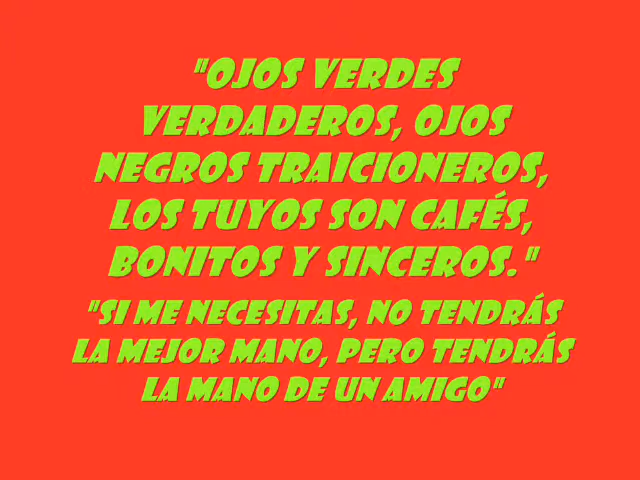 "OJOS VERDES
VERDADEROS, OJOS
NEGROS TRAICIONEROS,
LOS TUYOS SON CAFÉS,
BONITOS Y SINCEROS."
"SI ME NECESITAS, NO TENDRÁS
LA MEJOR MANO, PERO TENDRÁS
LA MANO DE UN AMIGO"